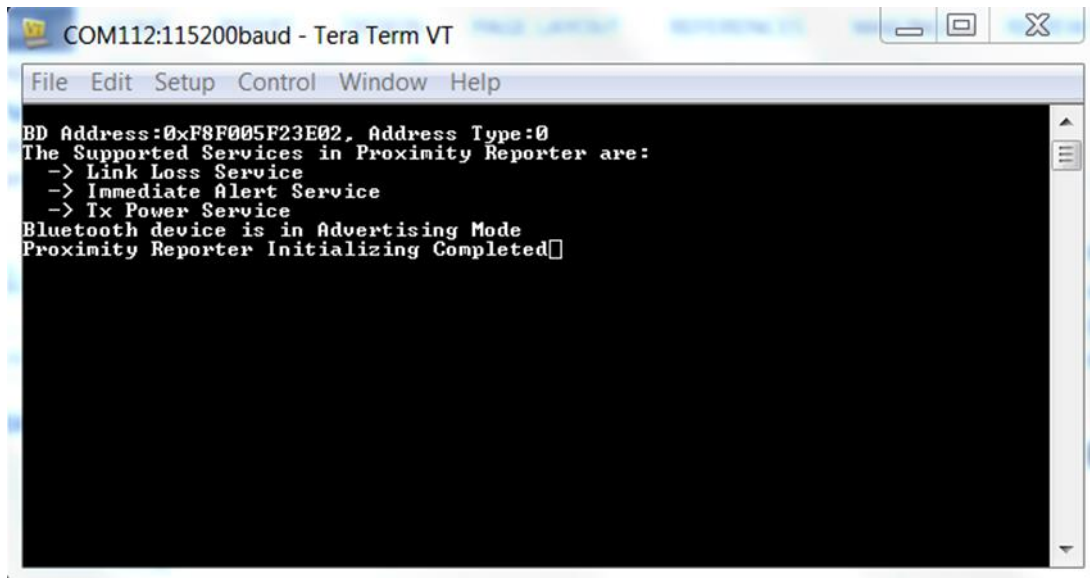 COM112:115200baud - Tera Term VT
File Edit Setup Control Window Help
BD Address:0xF8F005F23E02, Address Type:0
The Supported Services in Proximity Reporter are:
-> Link Loss Service
-> Immediate Alert Service
-> Tx Power Service
Bluetooth device is in Advertising Mode
Proximity Reporter Initializing Completed